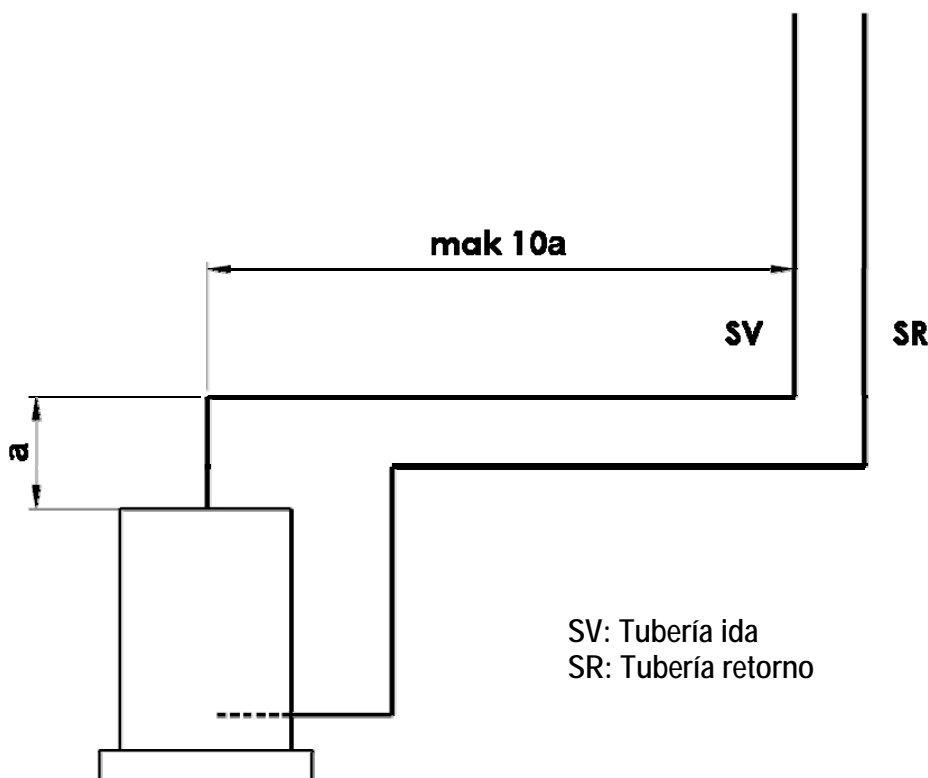 mak 10a
SV
SR
a
SV: Tubería ida
SR: Tubería retorno